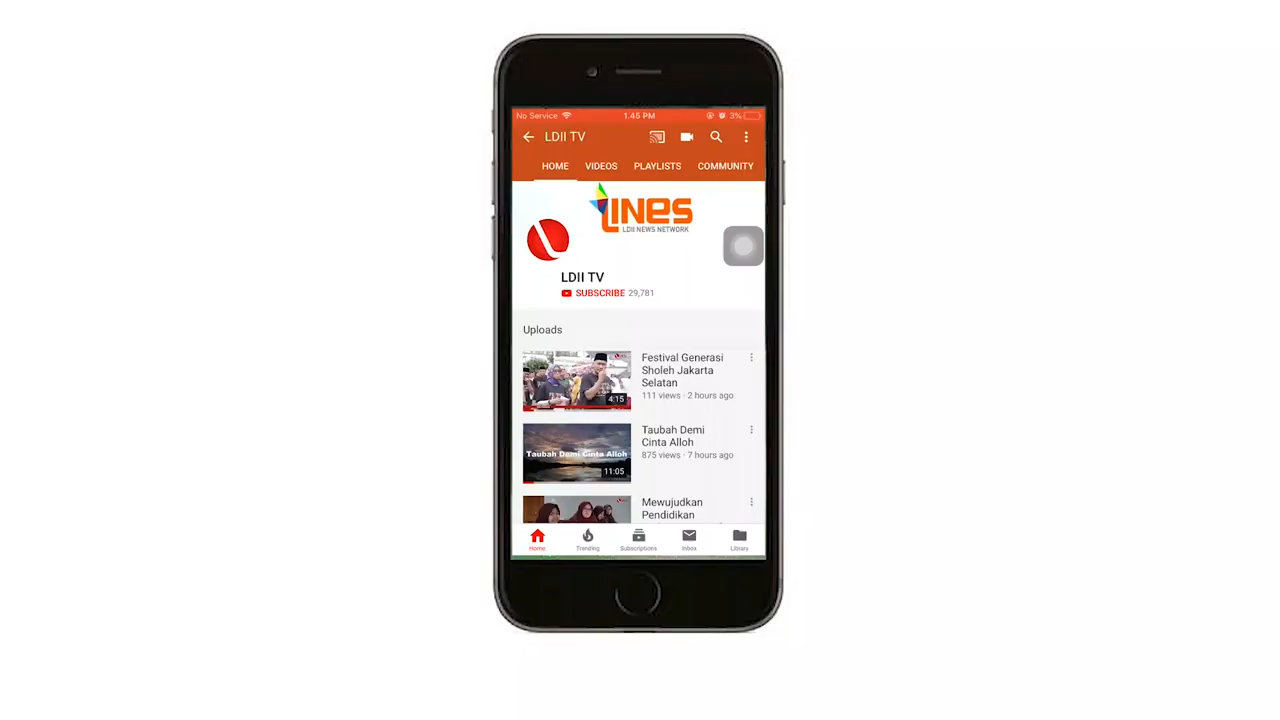 No Service 1.45 PM 3%
LDII TV
HOME VIDEOS PLAYLISTS COMMUNITY
LINES
LDII NEWS NETWORK
LDII TV
SUBSCRIBE 29,781
Uploads
Festival Generasi
Sholeh Jakarta
Selatan
111 views · 2 hours ago
4:15
Taubah Demi
Cinta Alloh
875 views · 7 hours ago
Taubah Demi Cinta Alloh
11:05
Mewujudkan
Pendidikan
Home Trending Subscriptions Inbox Library